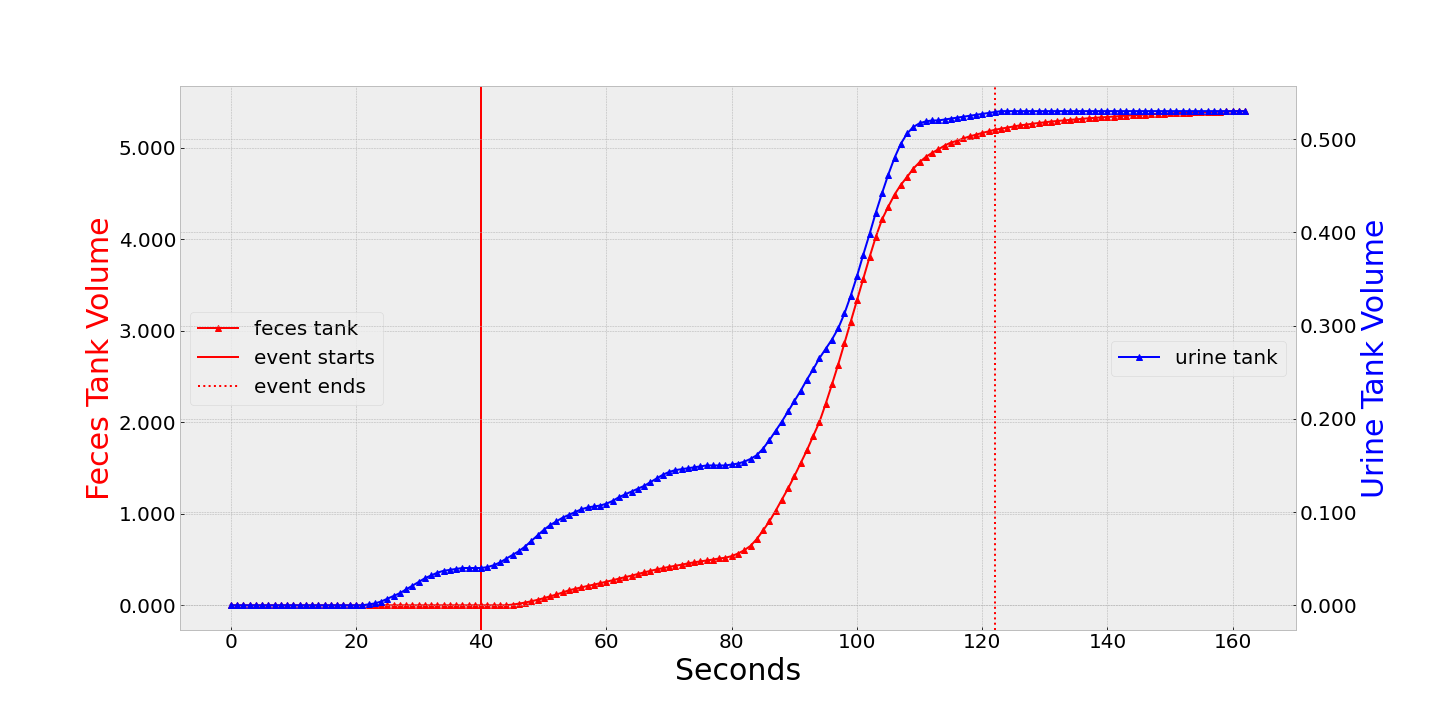 Feces Tank Volume
5.000
4.000
3.000
2.000
1.000
0.000
feces tank
event starts
event ends
urine tank
0.500
0.400
0.300
0.200
0.100
0.000
Urine Tank Volume
0 20 40 60 80 100 120 140 160
Seconds